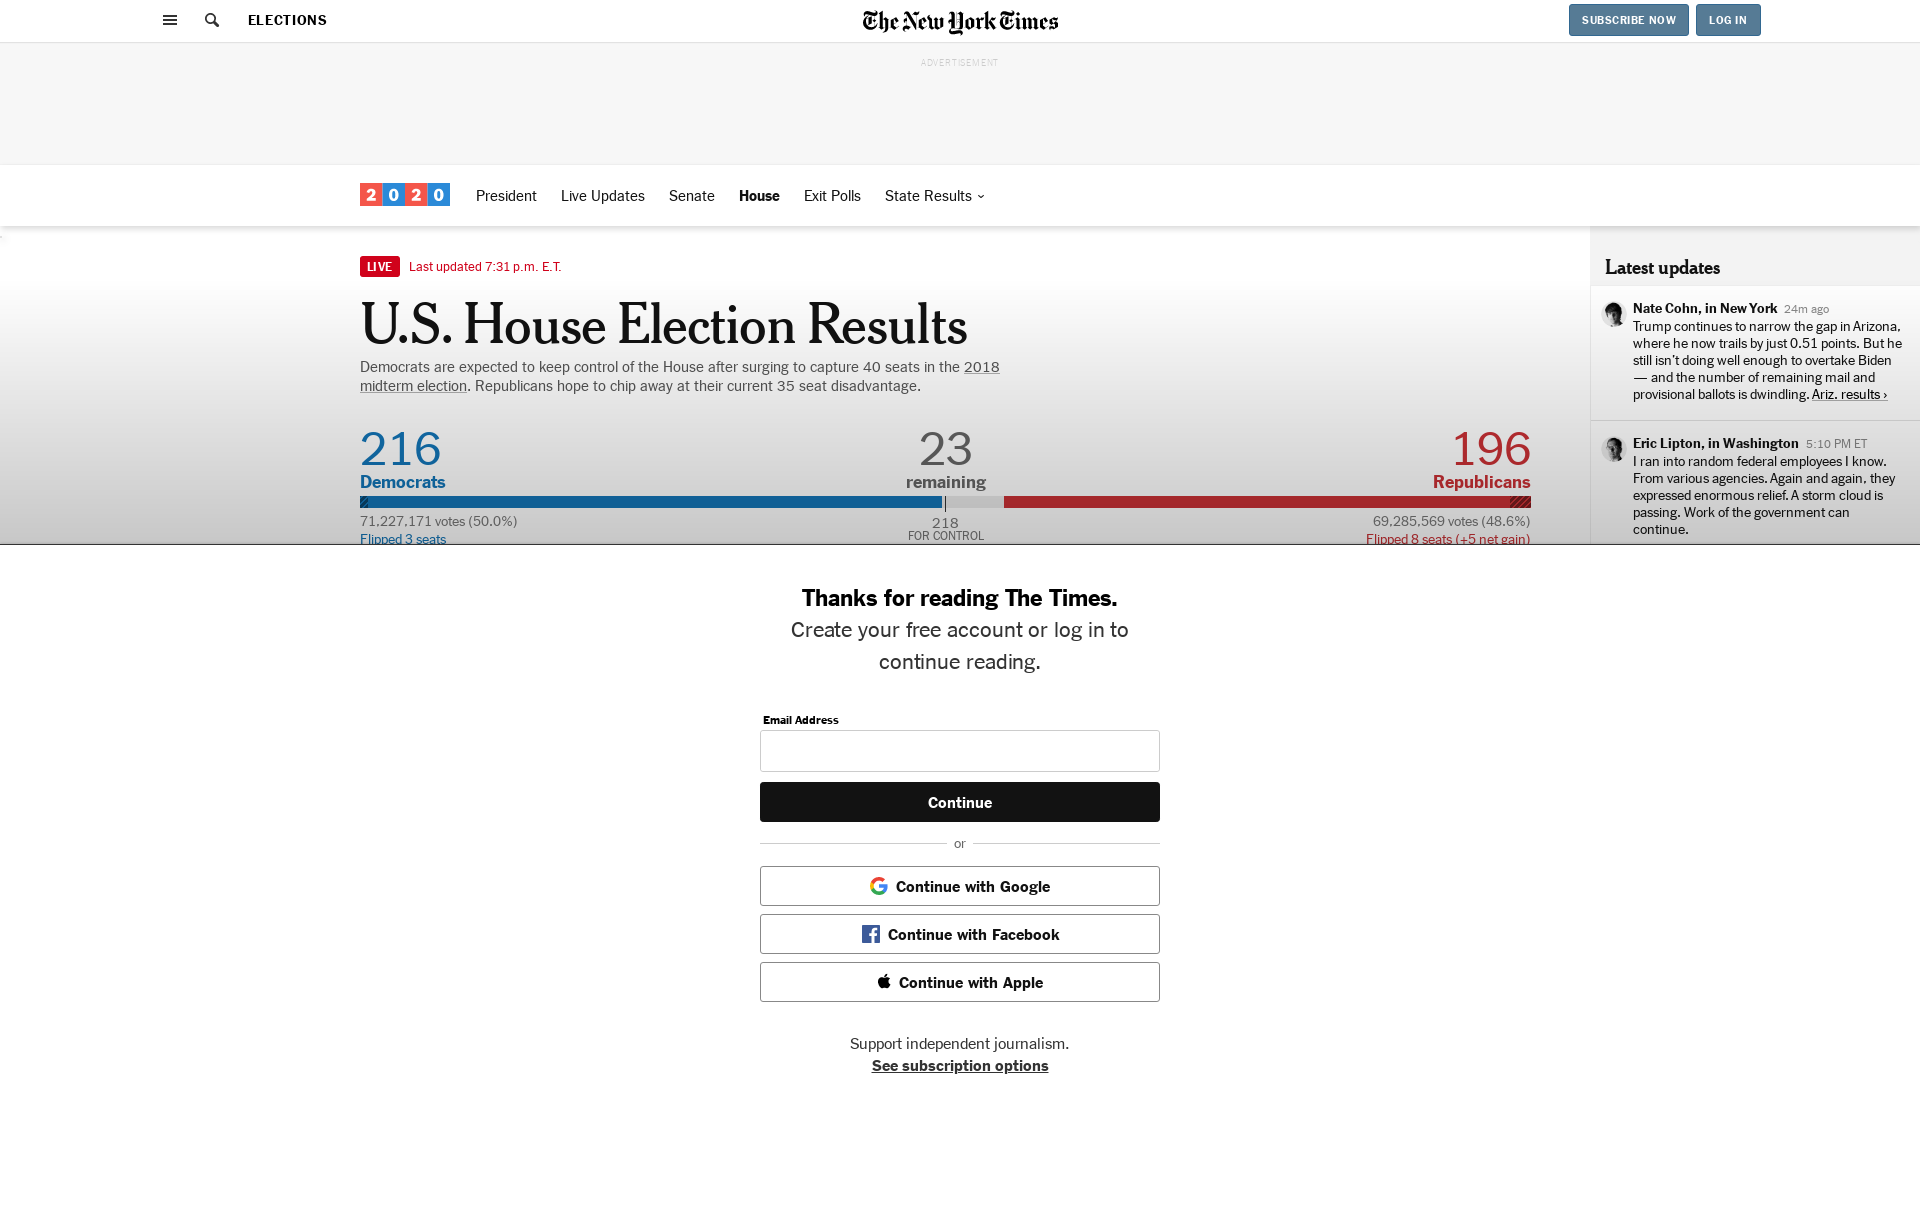 ELECTIONS
The New York Times
SUBSCRIBE NOW
LOG IN
ADVERTISEMENT
2020
President
Live Updates
Senate
House
Exit Polls
State Results
LIVE
Last updated 7:31 p.m. E.T.
U.S. House Election Results
Democrats are expected to keep control of the House after surging to capture 40 seats in the 2018
midterm election. Republicans hope to chip away at their current 35 seat disadvantage.
216
Democrats
23
remaining
196
Republicans
71,227,171 votes (50.0%)
218
FOR CONTROL
69,285,569 votes (48.6%)
Flipped 3 seats
Flipped 8 seats (+5 net gain)
Latest updates
Nate Cohn, in New York 24m ago
Trump continues to narrow the gap in Arizona,
where he now trails by just 0.51 points. But he
still isn't doing well enough to overtake Biden
— and the number of remaining mail and
provisional ballots is dwindling. Ariz. results ›
Eric Lipton, in Washington 5:10 PM ET
I ran into random federal employees I know.
From various agencies. Again and again, they
expressed enormous relief. A storm cloud is
passing. Work of the government can
continue.
Thanks for reading The Times.
Create your free account or log in to
continue reading.
Email Address
Continue
or
Continue with Google
Continue with Facebook
Continue with Apple
Support independent journalism.
See subscription options